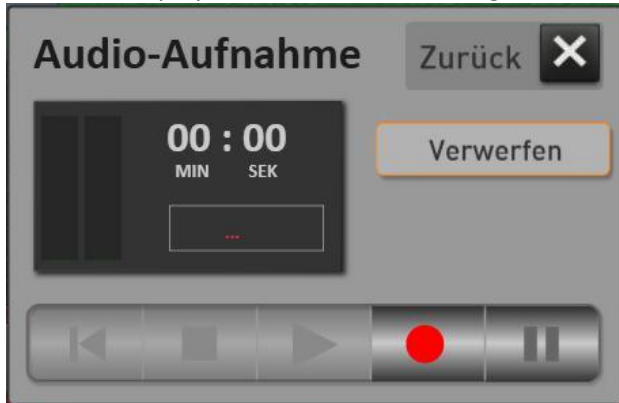 Audio-Aufnahme
Zurück
00 : 00
MIN SEK
Verwerfen
...